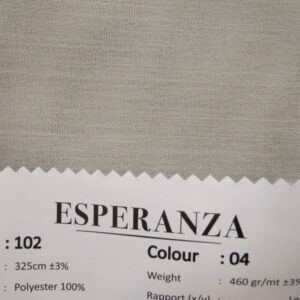 ESPERANZA
: 102 Colour : 04
: 325cm ±3% Weight : 460 gr/mt ±3%
: Polyester 100% Rapport (x/y)